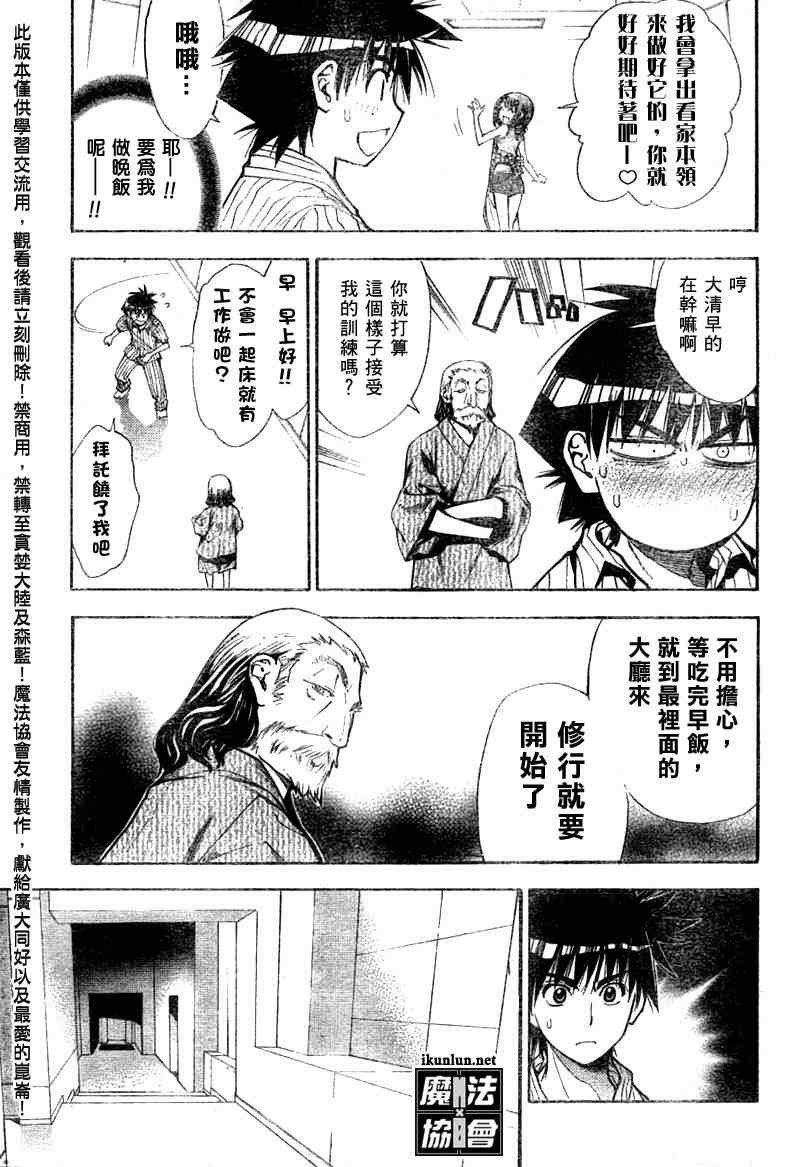 我會拿出看家本領
來做好它的，你就
好好期待著吧ー♡
哦哦…
耶ー!!
要為我
做晚飯
呢——!!
哼
大清早的
在幹嘛啊
你就打算
這個樣子接受
我的訓練嗎？
早 早上好!!
不會一起床就有
工作做吧？
拜託饒了我吧
不用擔心，
等吃完早飯，
就到最裡面的
大廳來
修行就要
開始了
此版本僅供學習交流用，觀看後請立刻刪除！禁商用，禁轉至貪婪大陸及森藍！魔法協會友情製作，獻給廣大同好以及最愛的崑崙！
ikunlun.net
魔法
協會